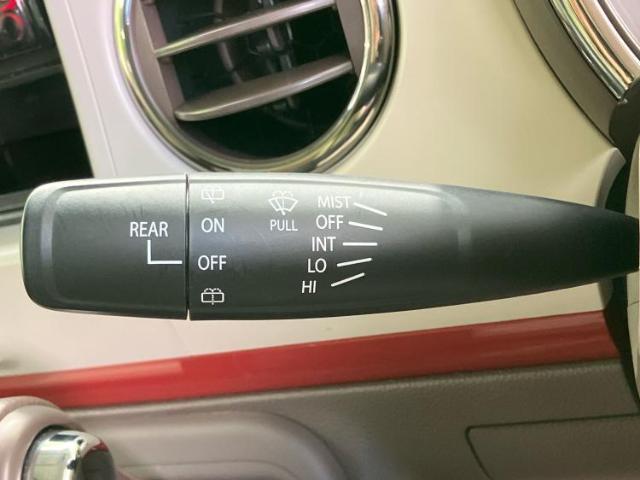 REAR
ON
OFF
PULL
MIST
OFF
INT
LO
HI